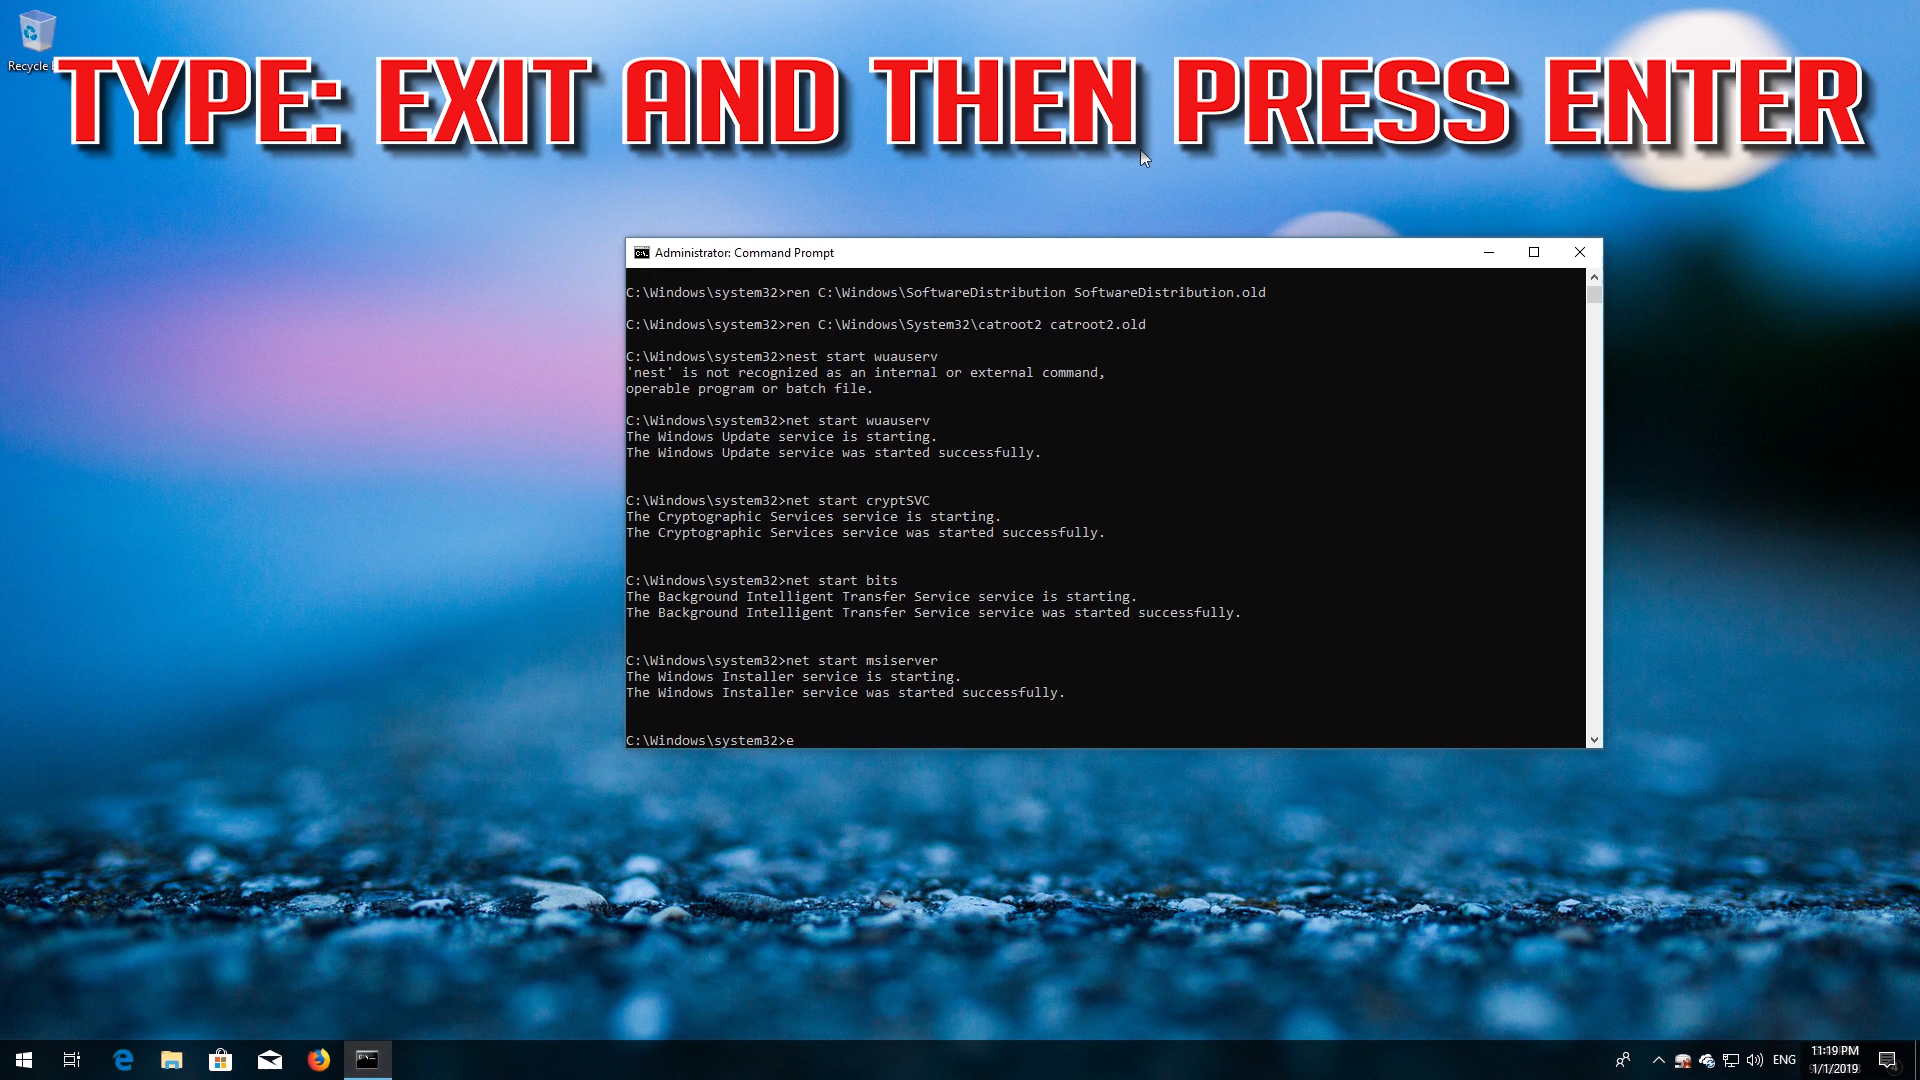 TYPE: EXIT AND THEN PRESS ENTER
Recycle
Administrator: Command Prompt
C:\Windows\system32>ren C:\Windows\SoftwareDistribution SoftwareDistribution.old
C:\Windows\system32>ren C:\Windows\System32\catroot2 catroot2.old
C:\Windows\system32>nest start wuauserv
'nest' is not recognized as an internal or external command,
operable program or batch file.
C:\Windows\system32>net start wuauserv
The Windows Update service is starting.
The Windows Update service was started successfully.
C:\Windows\system32>net start cryptSVC
The Cryptographic Services service is starting.
The Cryptographic Services service was started successfully.
C:\Windows\system32>net start bits
The Background Intelligent Transfer Service service is starting.
The Background Intelligent Transfer Service service was started successfully.
C:\Windows\system32>net start msiserver
The Windows Installer service is starting.
The Windows Installer service was started successfully.
C:\Windows\system32>e
ENG
11:19 PM
1/1/2019